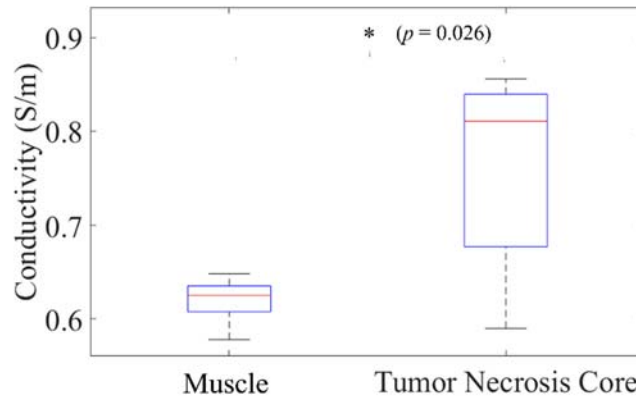 * (p = 0.026)
Conductivity (S/m)
0.9
0.8
0.7
0.6
Muscle Tumor Necrosis Core